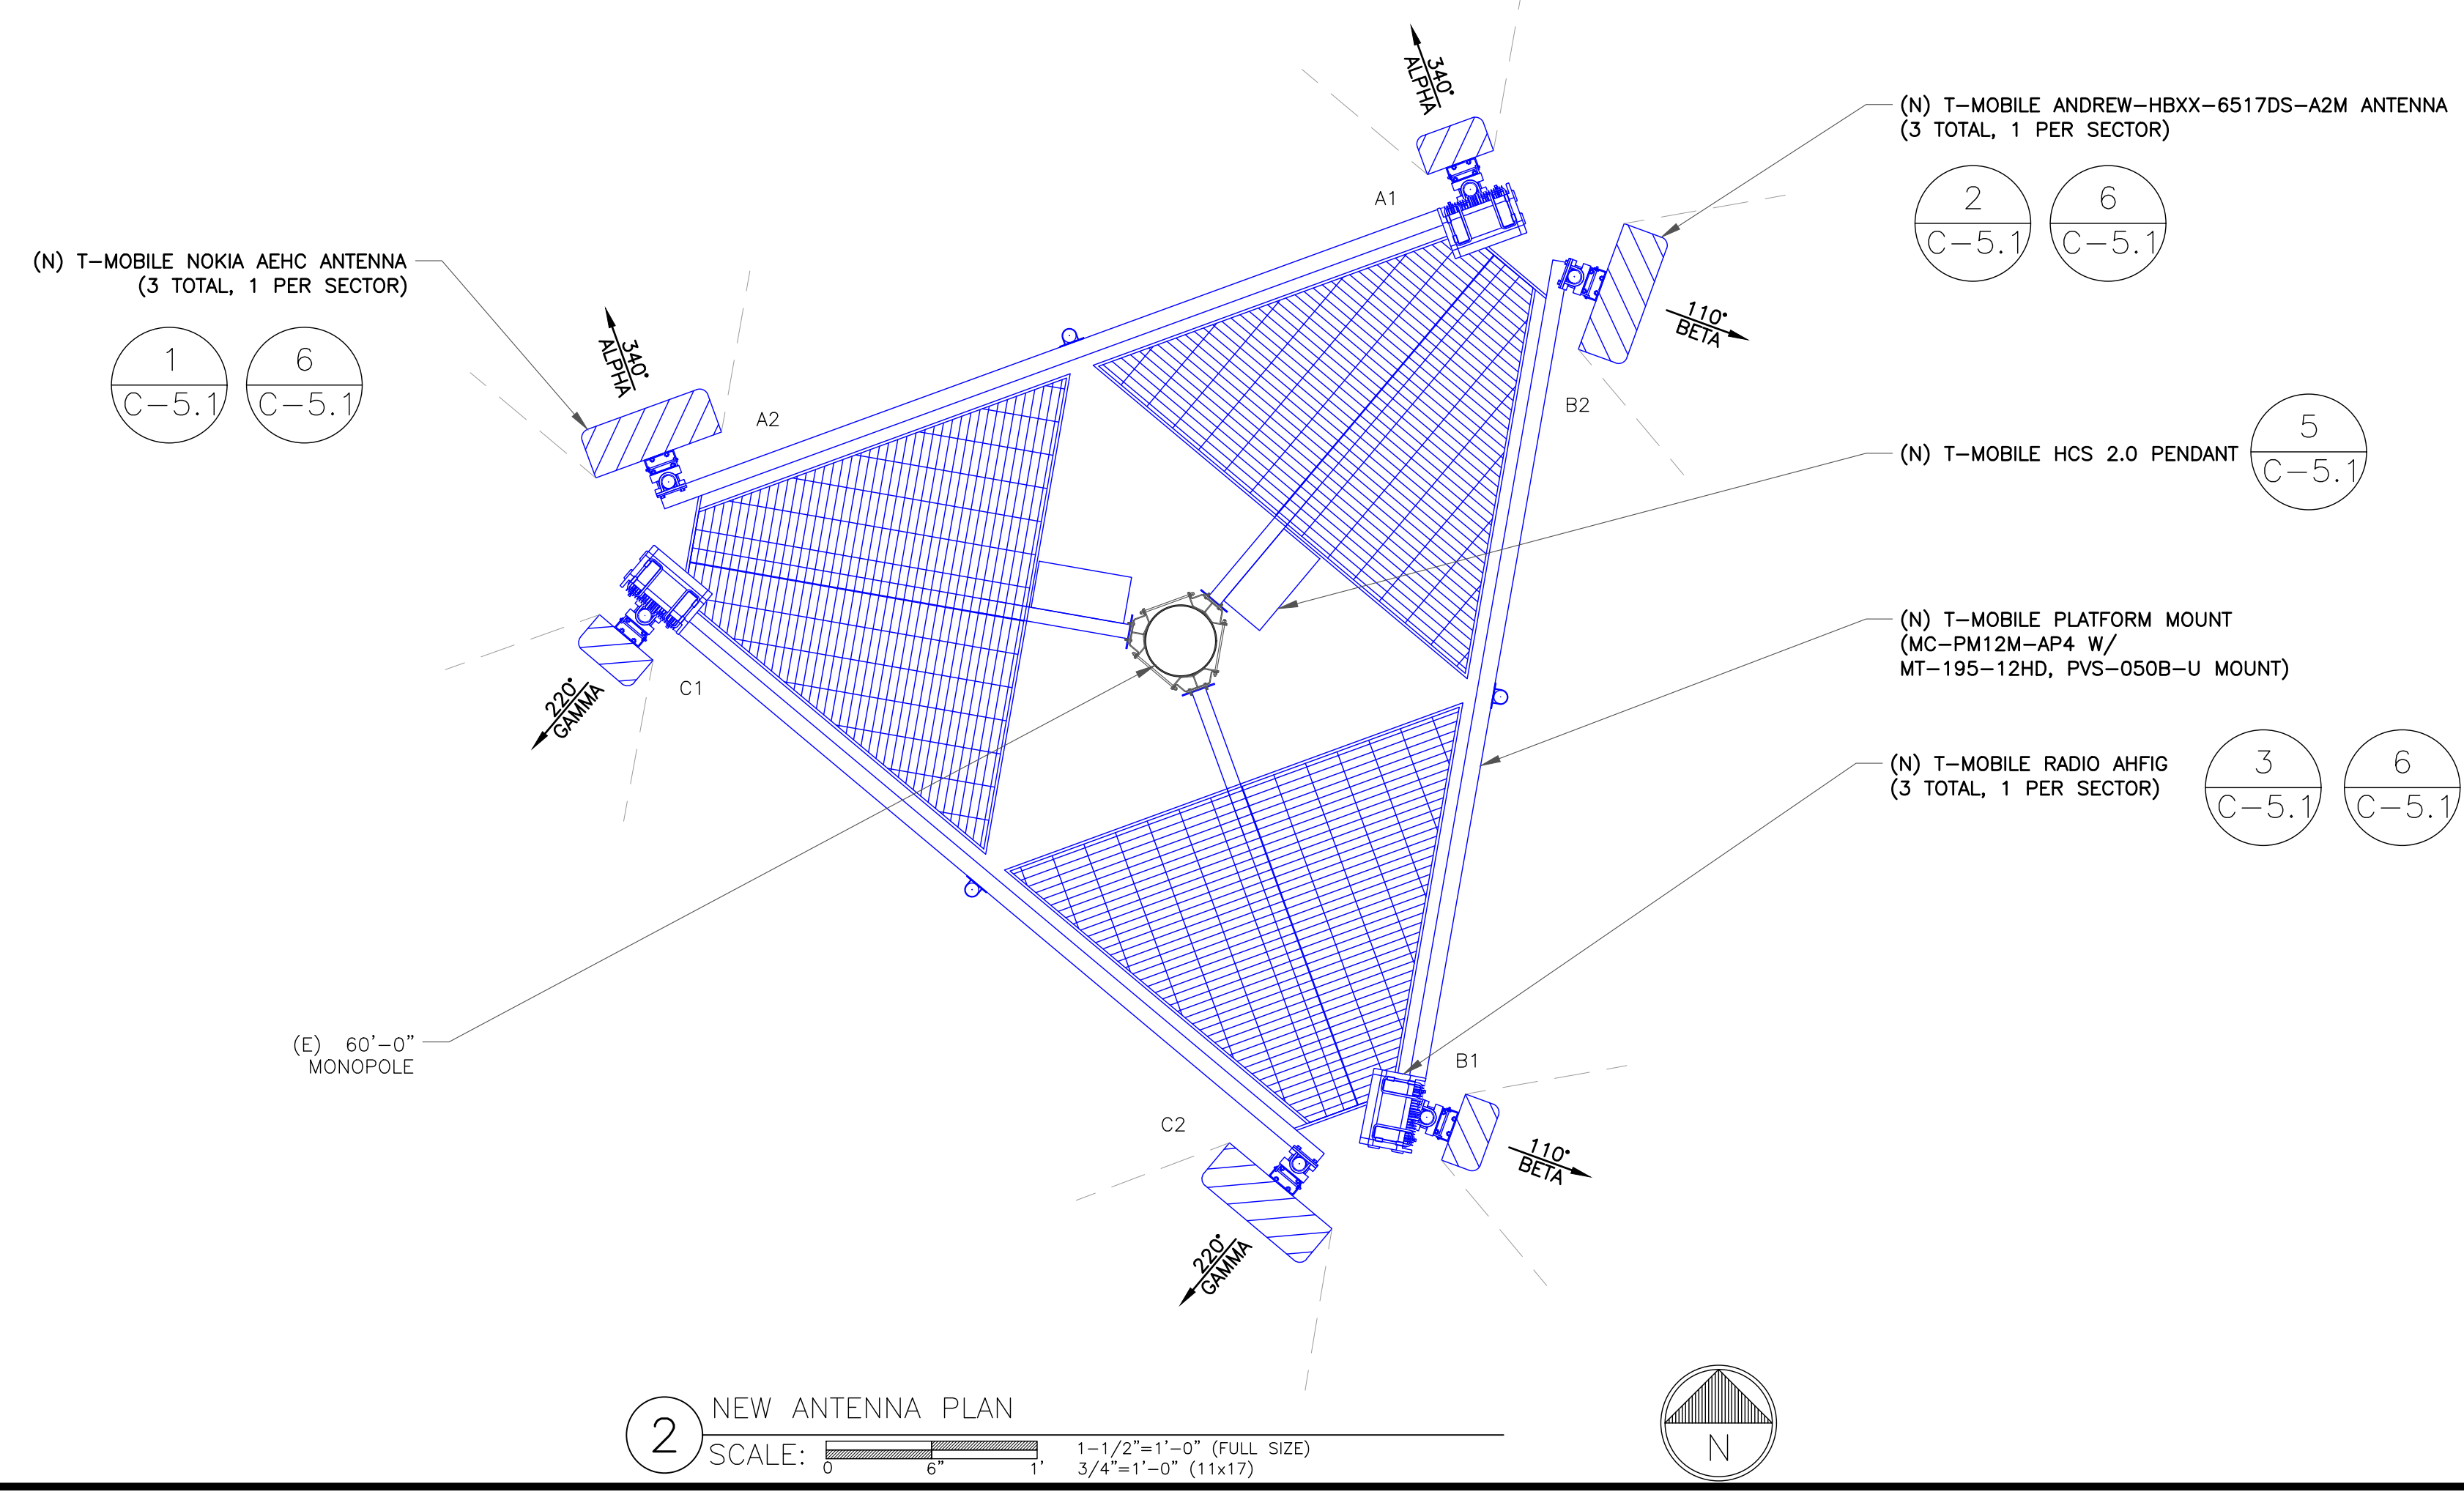 340°
ALPHA
(N) T-MOBILE ANDREW-HBXX-6517DS-A2M ANTENNA
(3 TOTAL, 1 PER SECTOR)
2
C-5.1
6
C-5.1
A1
(N) T-MOBILE NOKIA AEHC ANTENNA
(3 TOTAL, 1 PER SECTOR)
1
C-5.1
6
C-5.1
340°
ALPHA
A2
110°
BETA
B2
(N) T-MOBILE HCS 2.0 PENDANT
5
C-5.1
(N) T-MOBILE PLATFORM MOUNT
(MC-PM12M-AP4 W/
MT-195-12HD, PVS-050B-U MOUNT)
C1
220°
GAMMA
(N) T-MOBILE RADIO AHFIG
(3 TOTAL, 1 PER SECTOR)
3
C-5.1
6
C-5.1
(E) 60'-0"
MONOPOLE
B1
C2
110°
BETA
220°
GAMMA
2
NEW ANTENNA PLAN
SCALE:
0
6"
1'
1-1/2"=1'-0" (FULL SIZE)
3/4"=1'-0" (11x17)
N